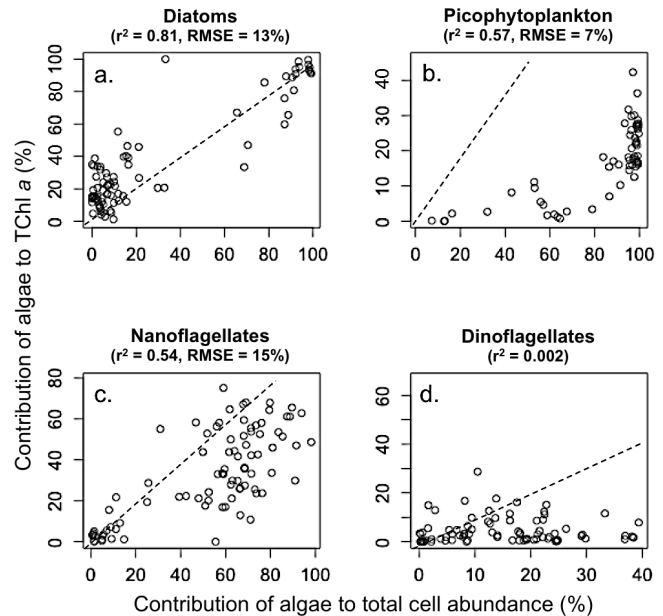 Diatoms
(r² = 0.81, RMSE = 13%)
a.
0 20 40 60 80 100
0 20 40 60 80 100
Picophytoplankton
(r² = 0.57, RMSE = 7%)
b.
0 10 20 30 40
0 20 40 60 80 100
Nanoflagellates
(r² = 0.54, RMSE = 15%)
c.
0 20 40 60 80
0 20 40 60 80 100
Dinoflagellates
(r² = 0.002)
d.
0 20 40 60
0 10 20 30 40
Contribution of algae to TChl a (%)
Contribution of algae to total cell abundance (%)